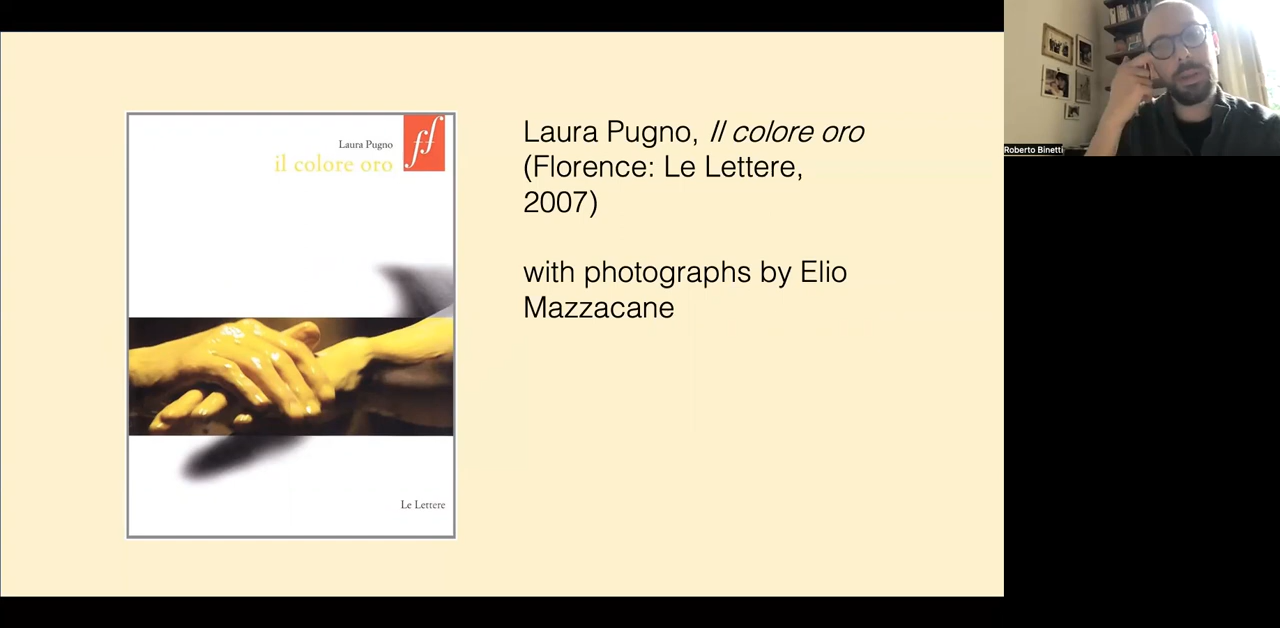 Laura Pugno
il colore oro
ff
Le Lettere
Laura Pugno, Il colore oro
(Florence: Le Lettere,
2007)
with photographs by Elio
Mazzacane
Roberto Binetti